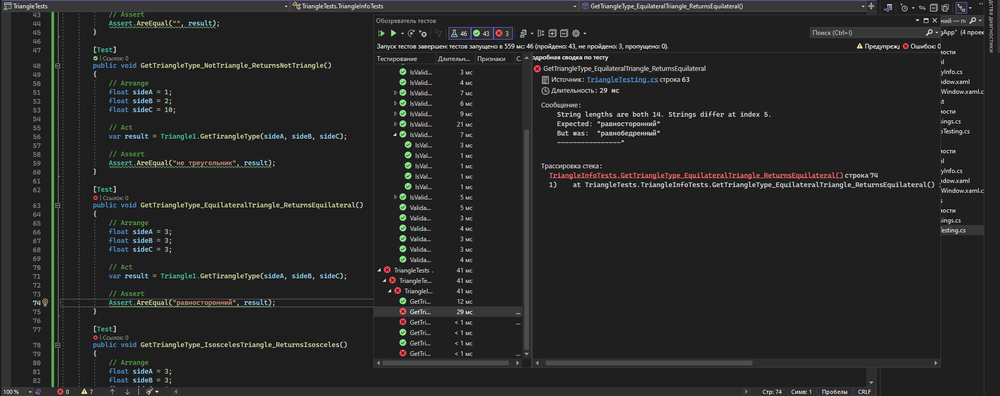 TriangleTests
TriangleTests.TriangleInfoTests
GetTriangleType_EquilateralTriangle_ReturnsEquilateral()
43 // Assert
44 Assert.AreEqual("", result);
45 }
46
47 [Test]
Ссылок: 0
48 public void GetTriangleType_NotTriangle_ReturnsNotTriangle()
49 {
50 // Arrange
51 float sideA = 1;
52 float sideB = 2;
53 float sideC = 10;
54
55 // Act
56 var result = Triangle1.GetTirangleType(sideA, sideB, sideC);
57
58 // Assert
59 Assert.AreEqual("не треугольник", result);
60 }
61
62 [Test]
Ссылок: 0
63 public void GetTriangleType_EquilateralTriangle_ReturnsEquilateral()
64 {
65 // Arrange
66 float sideA = 3;
67 float sideB = 3;
68 float sideC = 3;
69
70 // Act
71 var result = Triangle1.GetTirangleType(sideA, sideB, sideC);
72
73 // Assert
74 Assert.AreEqual("равносторонний", result);
75 }
76
77 [Test]
Ссылок: 0
78 public void GetTriangleType_IsoscelesTriangle_ReturnsIsosceles()
79 {
80 // Arrange
81 float sideA = 3;
82 float sideB = 3;
100 %
0
7
Стр: 74
Симв: 1
Пробелы
CRLF
Обозреватель тестов
46
43
3
Поиск (Ctrl+I)
Запуск тестов завершен: тестов запущено в 559 мс: 46 (пройдено: 43, не пройдено: 3, пропущено: 0).
Предупрежд
Ошибок: 0
Тестирование Длительн... Признаки С.
IsValid... 3 мс
IsValid... 4 мс
IsValid... 7 мс
IsValid... 6 мс
IsValid... 9 мс
IsValid... 21 мс
IsValid... 7 мс
IsVal... 3 мс
IsVal... 1 мс
IsVal... 1 мс
IsVal... 1 мс
IsVal... 1 мс
IsValid... 5 мс
Valida... 5 мс
Valida... 3 мс
Valida... 4 мс
Valida... 3 мс
Valida... 3 мс
Valida... 4 мс
TriangleTests . 41 мс
TriangleTe... 41 мс
TriangleI... 41 мс
GetTri... 12 мс
GetTri... 29 мс ...
GetTri... < 1 мс ...
GetTri... < 1 мс
GetTri... < 1 мс
GetTri... < 1 мс ...
одробная сводка по тесту
GetTriangleType_EquilateralTriangle_ReturnsEquilateral
Источник: TriangleTesting.cs строка 63
Длительность: 29 мс
Сообщение:
String lengths are both 14. Strings differ at index 5.
Expected: "равносторонний"
But was: "равнобедренный"
----------------^
Трассировка стека:
TriangleInfoTests.GetTriangleType_EquilateralTriangle_ReturnsEquilateral() строка 74
1) at TriangleTests.TriangleInfoTests.GetTriangleType_EquilateralTriangle_ReturnsEquilateral()
ний — по
gApp" (4 проек
ости
ml
yInfo.cs
ndow.xaml
Window.xaml.c
st
ости
sings.cs
oTesting.cs
ости
ml
yInfo.cs
ndow.xaml
Window.xaml.c
s
ости
sings.cs
Testing.cs
дства диагностики